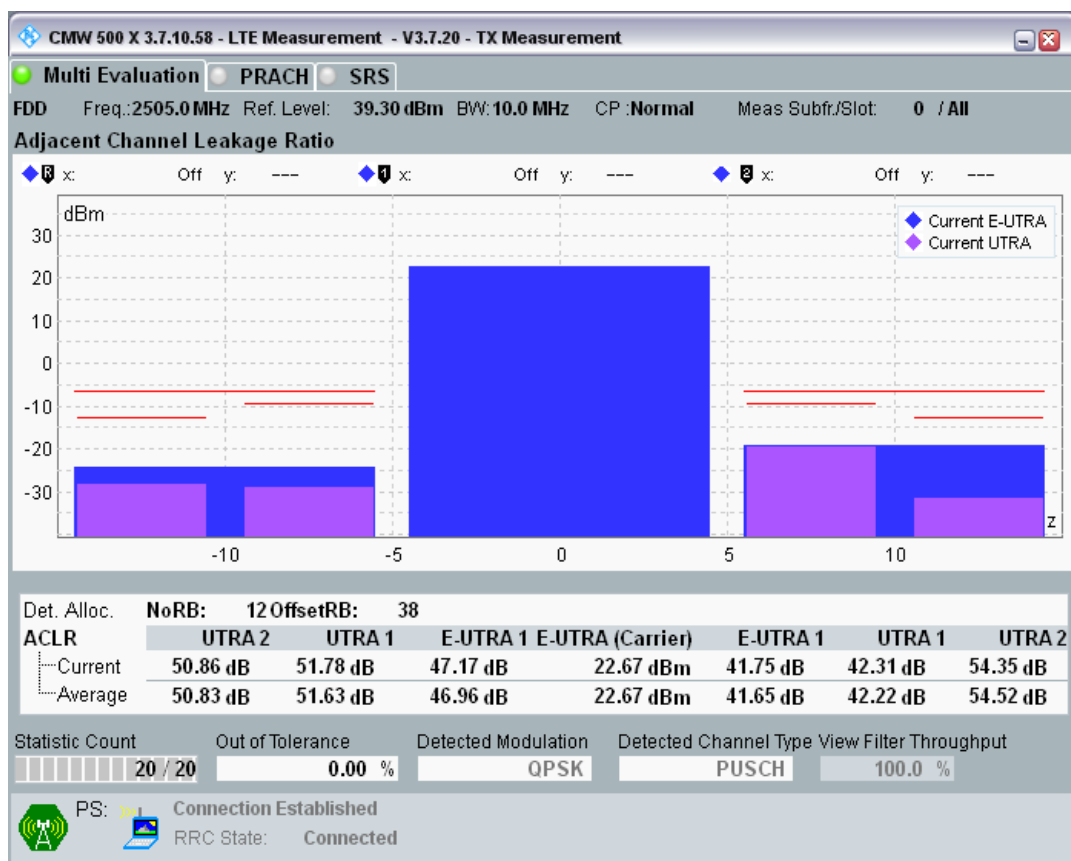 CMW 500 X 3.7.10.58 - LTE Measurement - V3.7.20 - TX Measurement
Multi Evaluation PRACH SRS
FDD Freq.:2505.0 MHz Ref. Level: 39.30 dBm BW:10.0 MHz CP :Normal Meas Subfr./Slot: 0 / All
Adjacent Channel Leakage Ratio
R x: Off y: --- 1 x: Off y: --- 2 x: Off y: ---
dBm
Current E-UTRA
Current UTRA
30
20
10
0
-10
-20
-30
z
-10 -5 0 5 10
Det. Alloc. NoRB: 12 OffsetRB: 38
ACLR UTRA 2 UTRA 1 E-UTRA 1 E-UTRA (Carrier) E-UTRA 1 UTRA 1 UTRA 2
Current 50.86 dB 51.78 dB 47.17 dB 22.67 dBm 41.75 dB 42.31 dB 54.35 dB
Average 50.83 dB 51.63 dB 46.96 dB 22.67 dBm 41.65 dB 42.22 dB 54.52 dB
Statistic Count Out of Tolerance Detected Modulation Detected Channel Type View Filter Throughput
20 / 20 0.00 % QPSK PUSCH 100.0 %
PS: Connection Established
RRC State: Connected